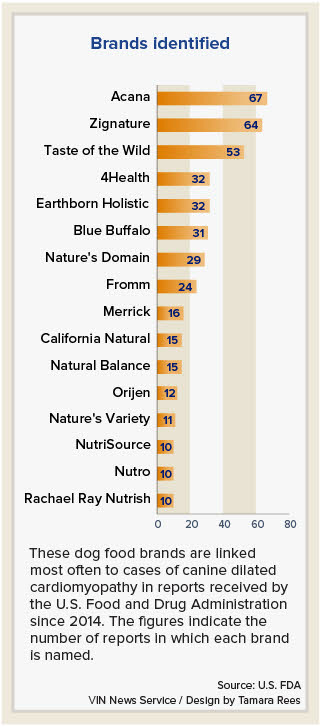 Brands identified
Acana 67
Zignature 64
Taste of the Wild 53
4Health 32
Earthborn Holistic 32
Blue Buffalo 31
Nature's Domain 29
Fromm 24
Merrick 16
California Natural 15
Natural Balance 15
Orijen 12
Nature's Variety 11
NutriSource 10
Nutro 10
Rachael Ray Nutrish 10
0 20 40 60 80
These dog food brands are linked
most often to cases of canine dilated
cardiomyopathy in reports received by
the U.S. Food and Drug Administration
since 2014. The figures indicate the
number of reports in which each brand
is named.
Source: U.S. FDA
VIN News Service / Design by Tamara Rees